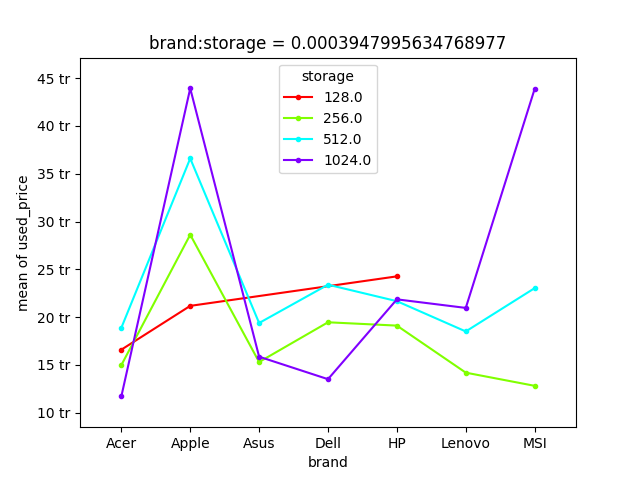 brand:storage = 0.0003947995634768977
storage
128.0
256.0
512.0
1024.0
mean of used_price
45 tr
40 tr
35 tr
30 tr
25 tr
20 tr
15 tr
10 tr
Acer Apple Asus Dell HP Lenovo MSI
brand